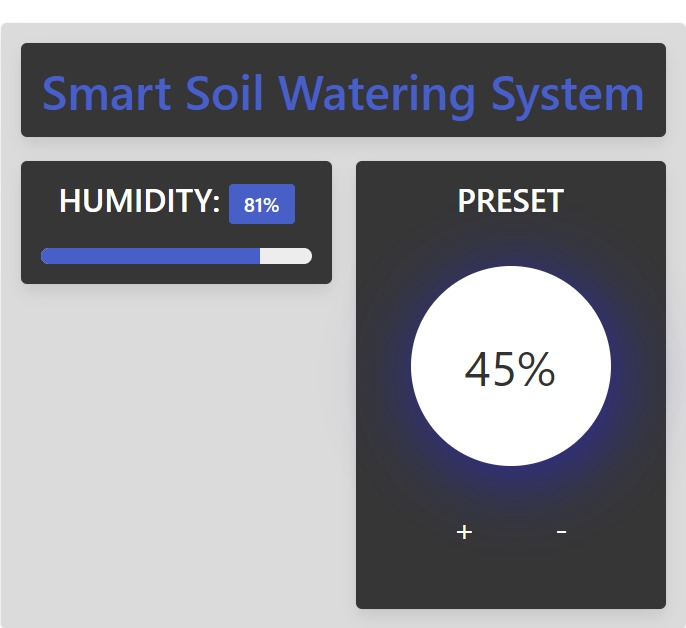 Smart Soil Watering System
HUMIDITY: 81%
PRESET
45%
+ -